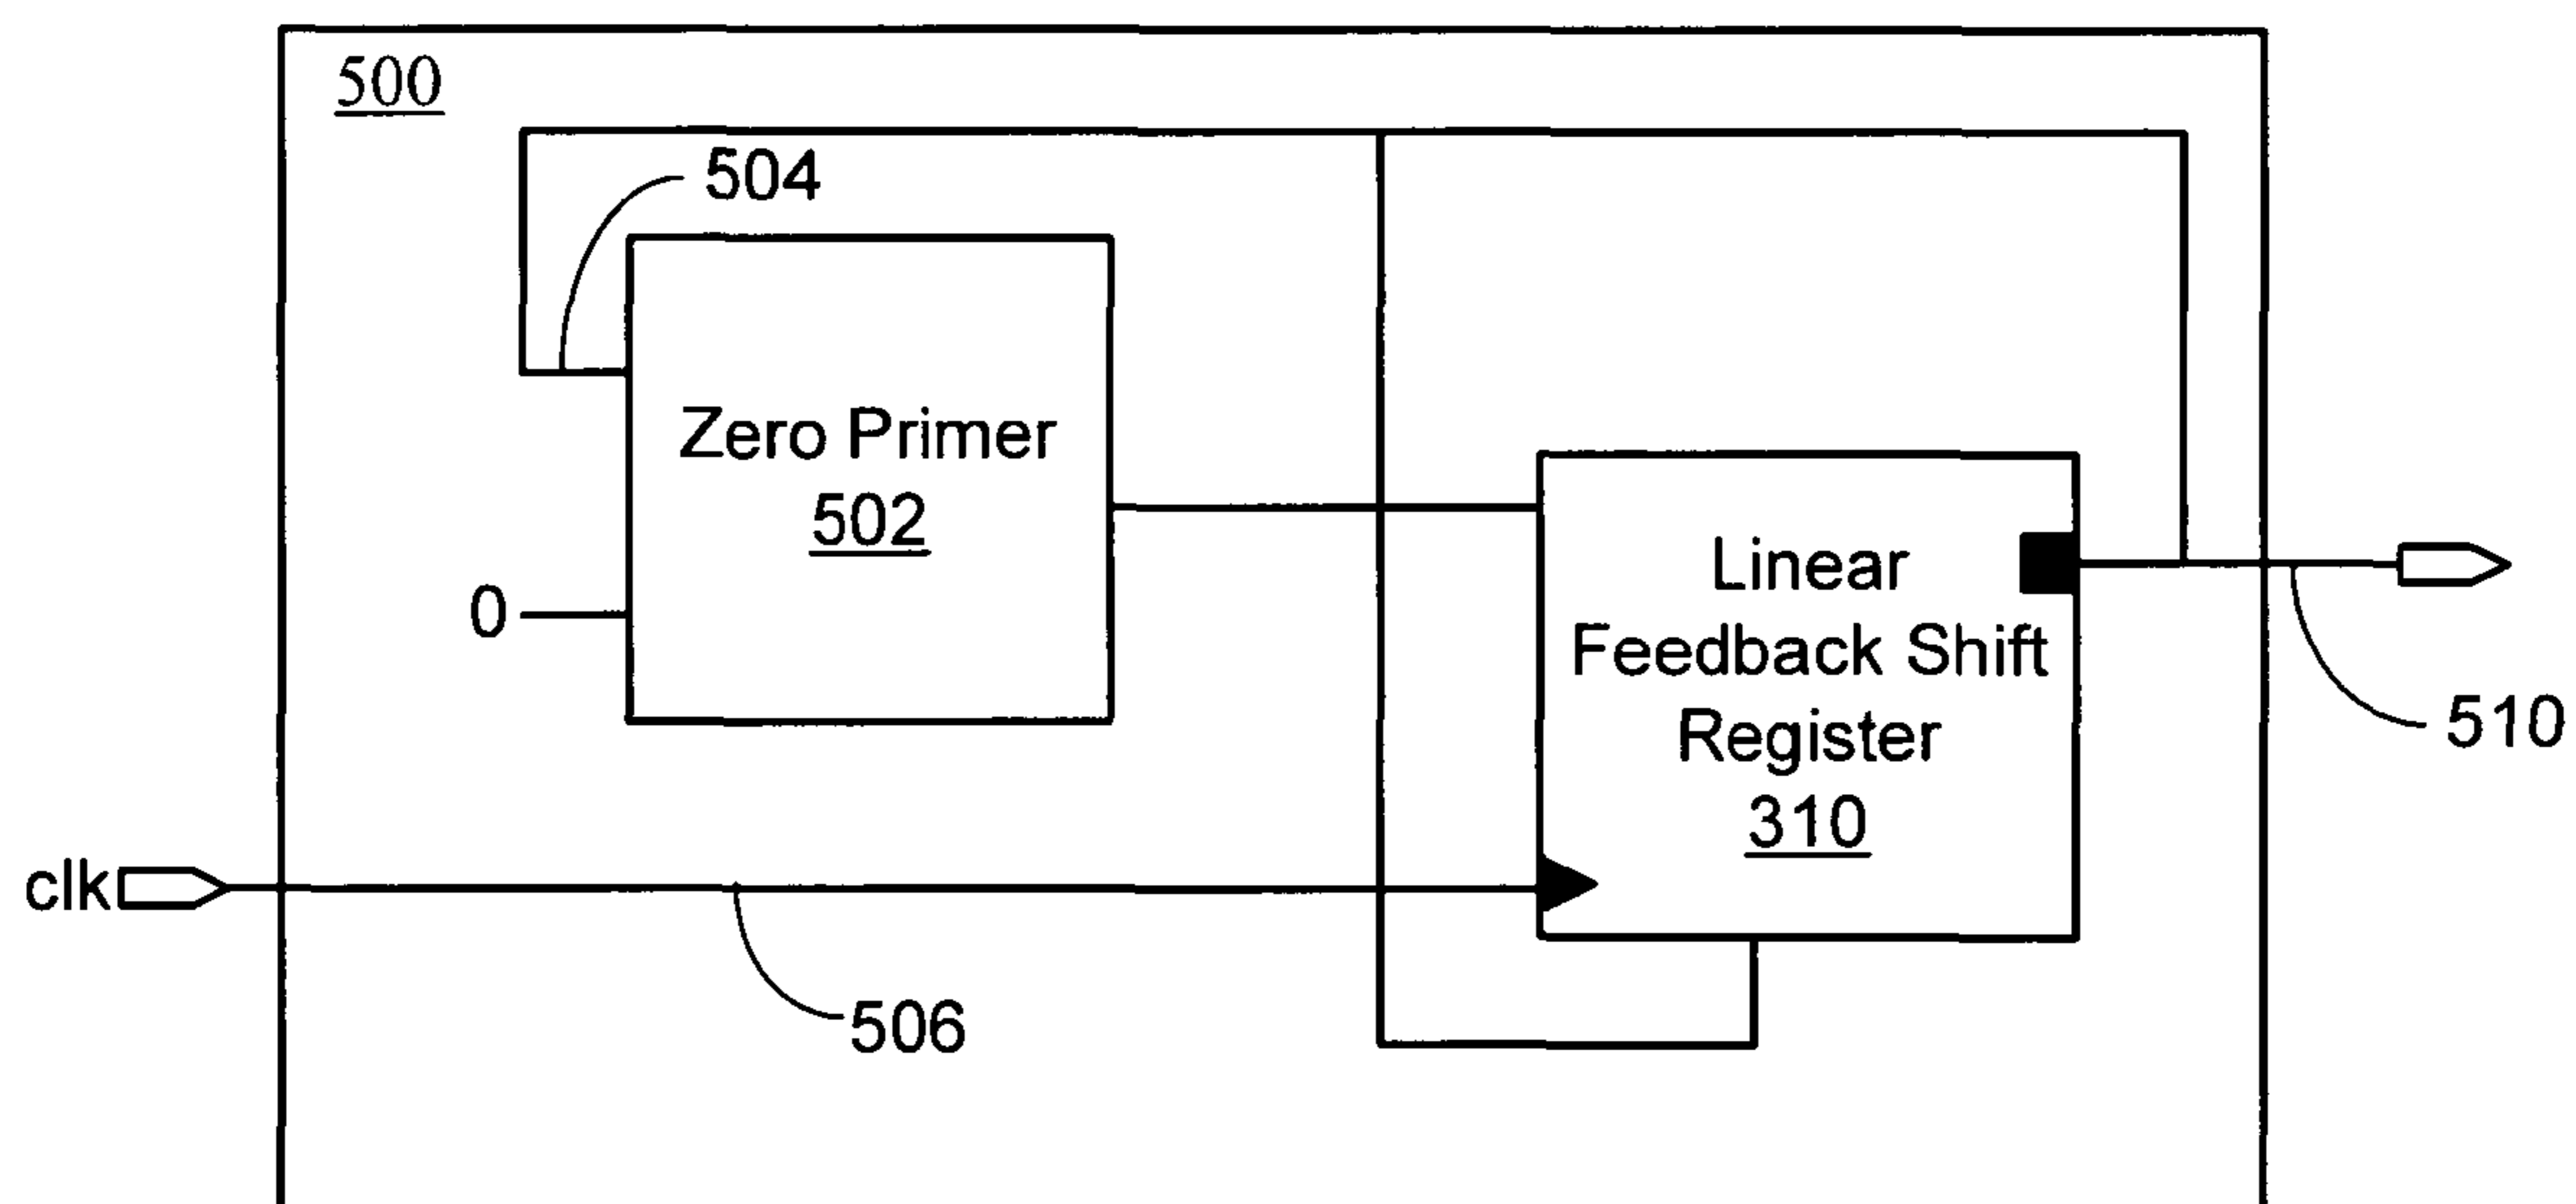 500
504
Zero Primer
502
0
Linear
Feedback Shift
Register
310
510
clk
506